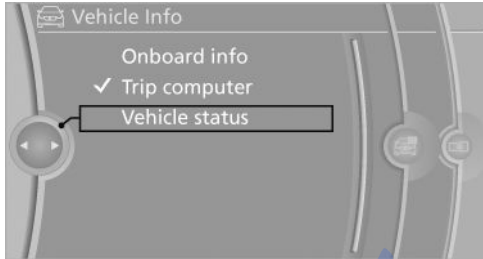 Vehicle Info
Onboard info
Trip computer
Vehicle status